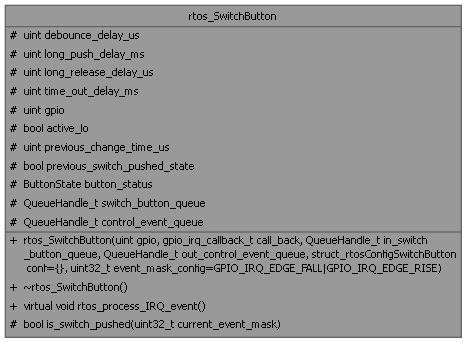 rtos_SwitchButton
# uint debounce_delay_us
# uint long_push_delay_ms
# uint long_release_delay_us
# uint time_out_delay_ms
# uint gpio
# bool active_lo
# uint previous_change_time_us
# bool previous_switch_pushed_state
# ButtonState button_status
# QueueHandle_t switch_button_queue
# QueueHandle_t control_event_queue
+ rtos_SwitchButton(uint gpio, gpio_irq_callback_t call_back, QueueHandle_t in_switch
_button_queue, QueueHandle_t out_control_event_queue, struct_rtosConfigSwitchButton
conf={}, uint32_t event_mask_config=GPIO_IRQ_EDGE_FALL|GPIO_IRQ_EDGE_RISE)
+ ~rtos_SwitchButton()
+ virtual void rtos_process_IRQ_event()
# bool is_switch_pushed(uint32_t current_event_mask)